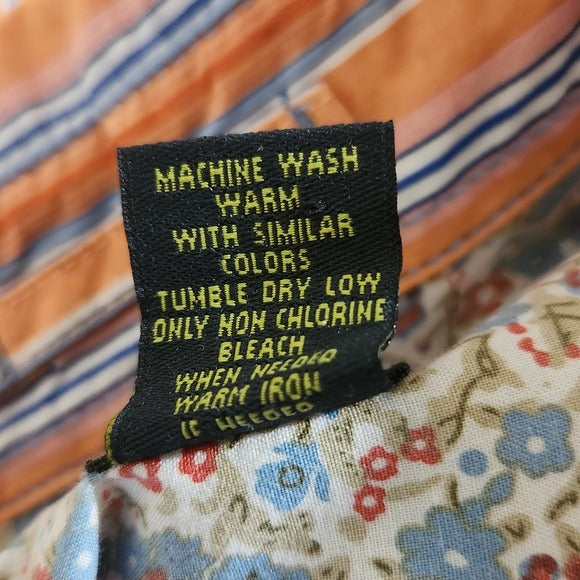 MACHINE WASH
WARM
WITH SIMILAR
COLORS
TUMBLE DRY LOW
ONLY NON CHLORINE
BLEACH
WHEN NEEDED
WARM IRON
IF NEEDED